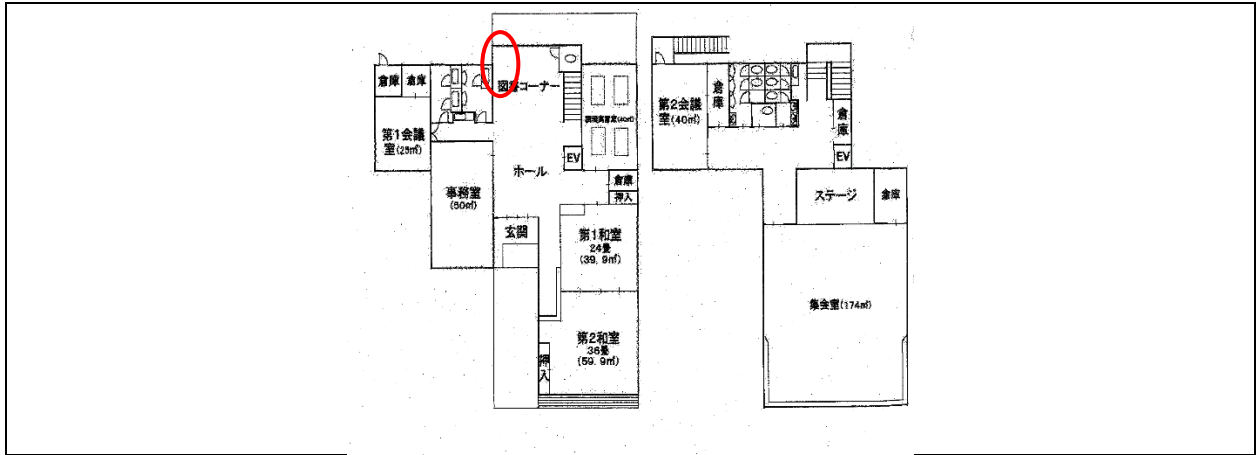 倉庫
倉庫
図書コーナー
第1会議
室(25㎡)
EV
ホール
倉庫
押入
事務室
(50㎡)
玄関
第1和室
24畳
(39.9㎡)
第2和室
36畳
(59.9㎡)
押
入
第2会議
室(40㎡)
倉
庫
倉
庫
EV
ステージ
倉庫
集会室(174㎡)